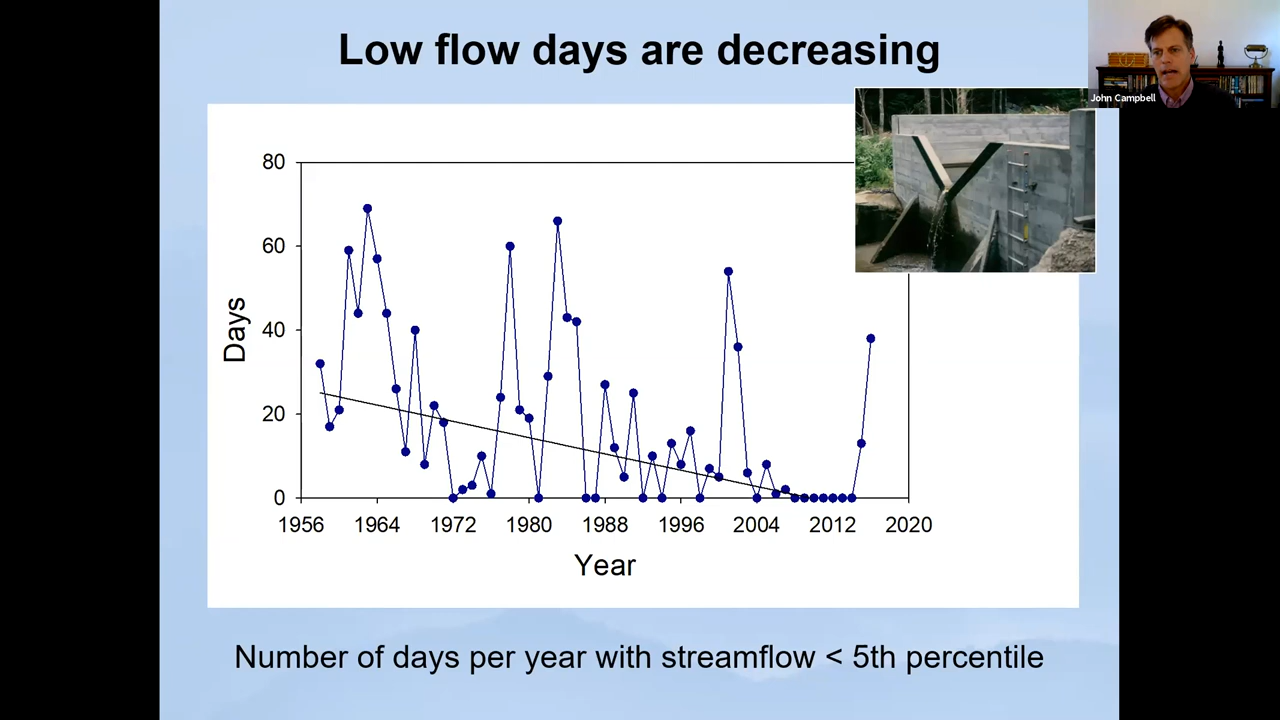 Low flow days are decreasing
John Campbell
80
60
40
20
0
Days
1956 1964 1972 1980 1988 1996 2004 2012 2020
Year
Number of days per year with streamflow < 5th percentile